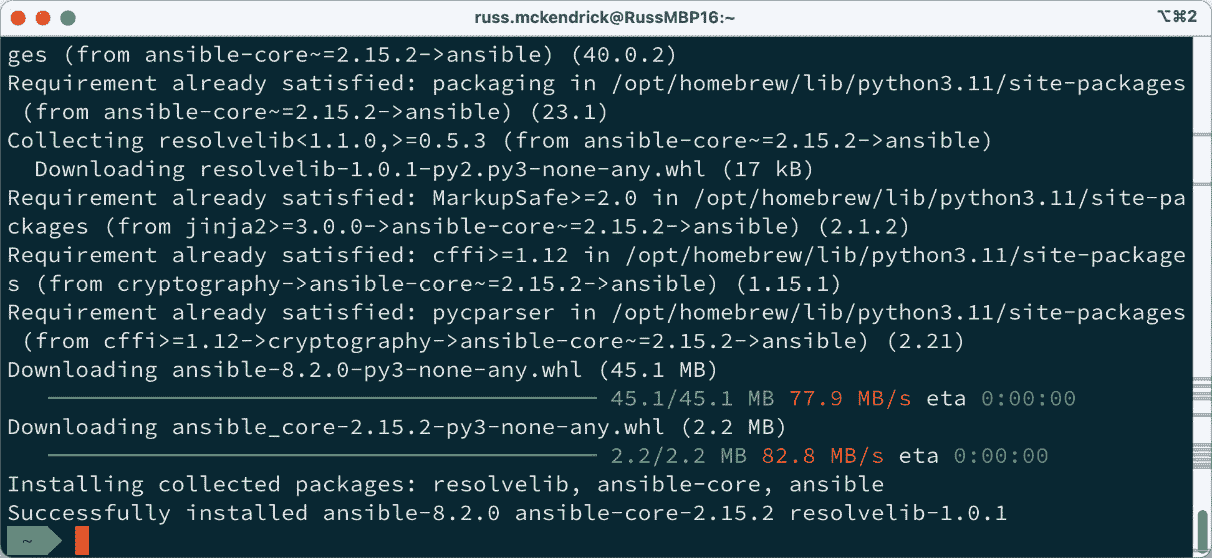 russ.mckendrick@RussMBP16:~ ⌥⌘2
ges (from ansible-core~=2.15.2->ansible) (40.0.2)
Requirement already satisfied: packaging in /opt/homebrew/lib/python3.11/site-packages
(from ansible-core~=2.15.2->ansible) (23.1)
Collecting resolvelib<1.1.0,>=0.5.3 (from ansible-core~=2.15.2->ansible)
Downloading resolvelib-1.0.1-py2.py3-none-any.whl (17 kB)
Requirement already satisfied: MarkupSafe>=2.0 in /opt/homebrew/lib/python3.11/site-pa
ckages (from jinja2>=3.0.0->ansible-core~=2.15.2->ansible) (2.1.2)
Requirement already satisfied: cffi>=1.12 in /opt/homebrew/lib/python3.11/site-package
s (from cryptography->ansible-core~=2.15.2->ansible) (1.15.1)
Requirement already satisfied: pycparser in /opt/homebrew/lib/python3.11/site-packages
(from cffi>=1.12->cryptography->ansible-core~=2.15.2->ansible) (2.21)
Downloading ansible-8.2.0-py3-none-any.whl (45.1 MB)
45.1/45.1 MB 77.9 MB/s eta 0:00:00
Downloading ansible_core-2.15.2-py3-none-any.whl (2.2 MB)
2.2/2.2 MB 82.8 MB/s eta 0:00:00
Installing collected packages: resolvelib, ansible-core, ansible
Successfully installed ansible-8.2.0 ansible-core-2.15.2 resolvelib-1.0.1
~